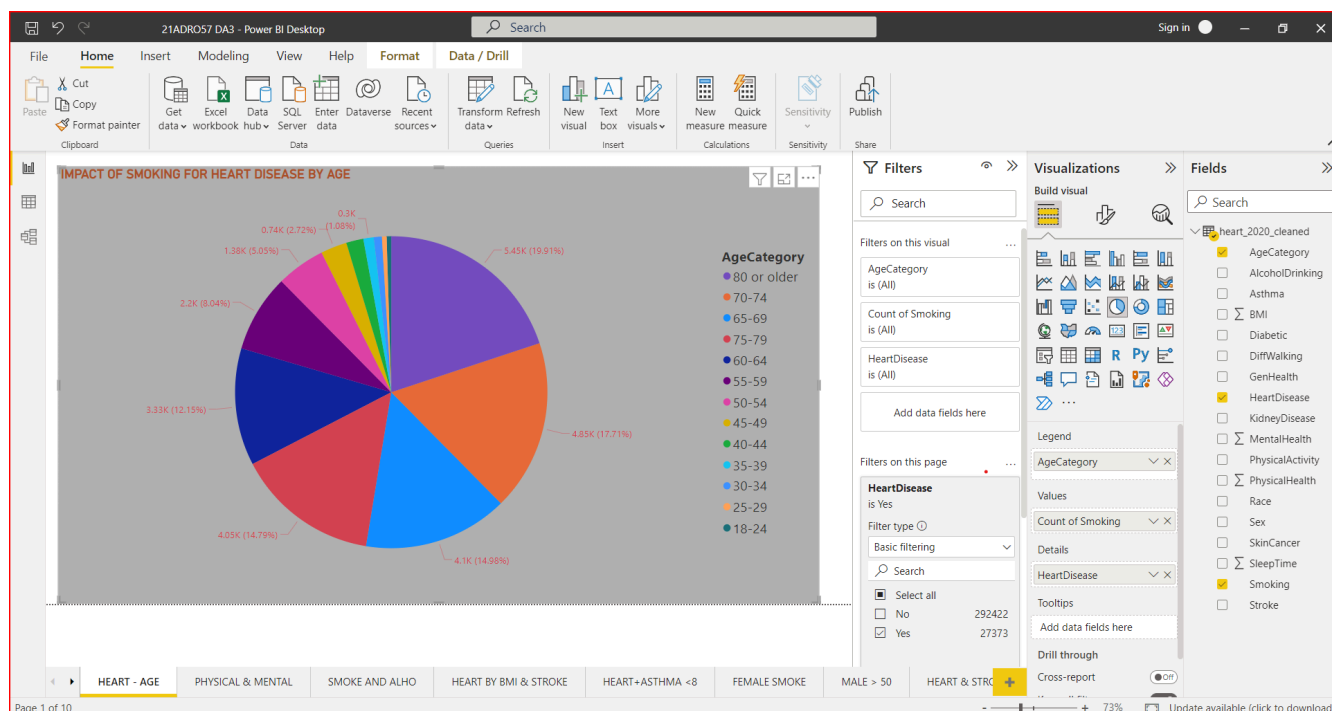 21ADRO57 DA3 - Power BI Desktop
Search
Sign in
File
Home
Insert
Modeling
View
Help
Format
Data / Drill
Paste
Cut
Copy
Format painter
Clipboard
Get
data
Excel
workbook
Data
hub
SQL
Server
Enter
data
Dataverse
Recent
sources
Data
Transform
data
Refresh
Queries
New
visual
Text
box
More
visuals
Insert
New
measure
Quick
measure
Calculations
Sensitivity
Sensitivity
Publish
Share
IMPACT OF SMOKING FOR HEART DISEASE BY AGE
0.3K
(1.08%)
0.74K (2.72%)
1.38K (5.05%)
2.2K (8.04%)
3.33K (12.15%)
4.05K (14.79%)
4.1K (14.98%)
4.85K (17.71%)
5.45K (19.91%)
AgeCategory
80 or older
70-74
65-69
75-79
60-64
55-59
50-54
45-49
40-44
35-39
30-34
25-29
18-24
Filters
Search
Filters on this visual
...
AgeCategory
is (All)
Count of Smoking
is (All)
HeartDisease
is (All)
Add data fields here
Filters on this page
...
HeartDisease
is Yes
Filter type
Basic filtering
Search
Select all
No 292422
Yes 27373
Visualizations
Build visual
123
R
Py
...
Legend
AgeCategory
Values
Count of Smoking
Details
HeartDisease
Tooltips
Add data fields here
Drill through
Cross-report
Off
Fields
Search
heart_2020_cleaned
AgeCategory
AlcoholDrinking
Asthma
∑ BMI
Diabetic
DiffWalking
GenHealth
HeartDisease
KidneyDisease
∑ MentalHealth
PhysicalActivity
∑ PhysicalHealth
Race
Sex
SkinCancer
∑ SleepTime
Smoking
Stroke
HEART - AGE
PHYSICAL & MENTAL
SMOKE AND ALHO
HEART BY BMI & STROKE
HEART+ASTHMA <8
FEMALE SMOKE
MALE > 50
HEART & STRO
Page 1 of 10
- + 73%
Update available (click to download